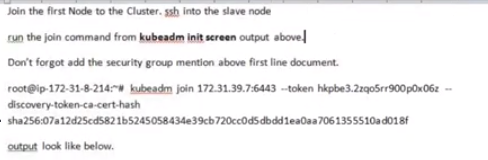 Join the first Node to the Cluster. ssh into the slave node
run the join command from kubeadm init screen output above.
Don't forgot add the security group mention above first line document.
root@ip-172-31-8-214:~# kubeadm join 172.31.39.7:6443 --token hkpbe3.2zqo5rr900p0x06z --
discovery-token-ca-cert-hash
sha256:07a12d25cd5821b5245058434e39cb720cc0d5dbdd1ea0aa7061355510ad018f
output look like below.